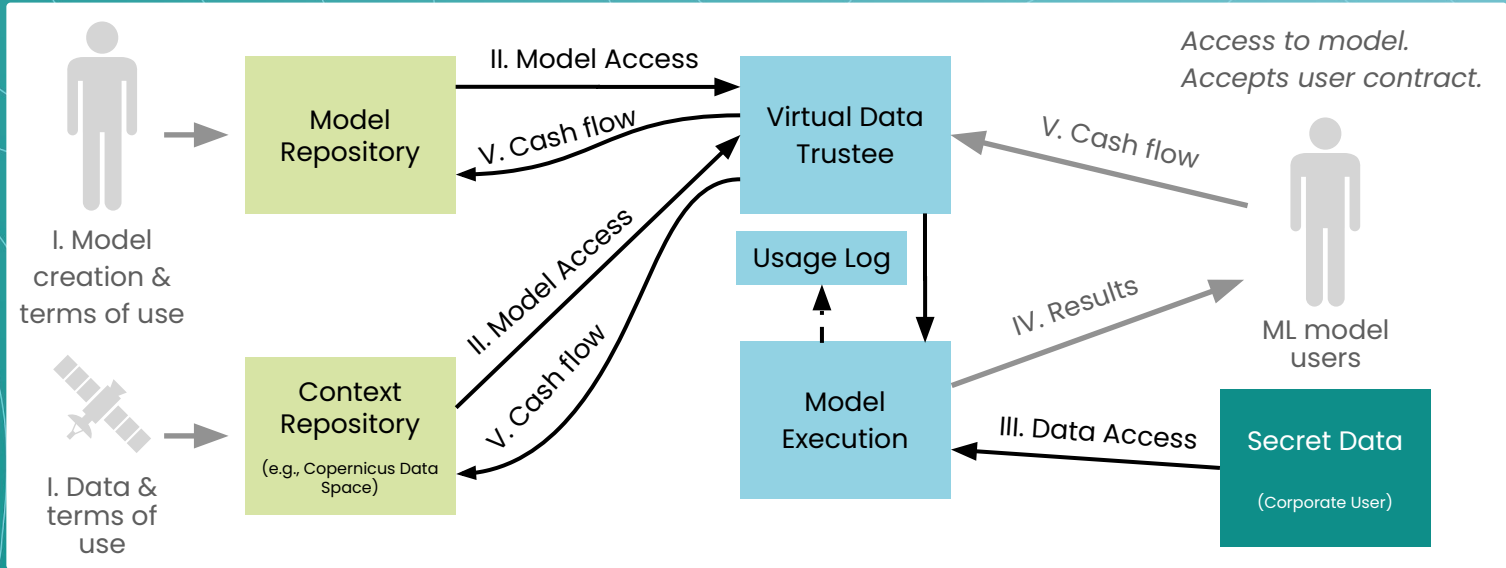 Access to model.
Accepts user contract.
II. Model Access
Model
Repository
V. Cash flow
Virtual Data
Trustee
V. Cash flow
I. Model
creation &
terms of use
II. Model Access
Usage Log
IV. Results
ML model
users
V. Cash flow
Context
Repository
(e.g., Copernicus Data
Space)
Model
Execution
III. Data Access
Secret Data
(Corporate User)
I. Data &
terms of
use